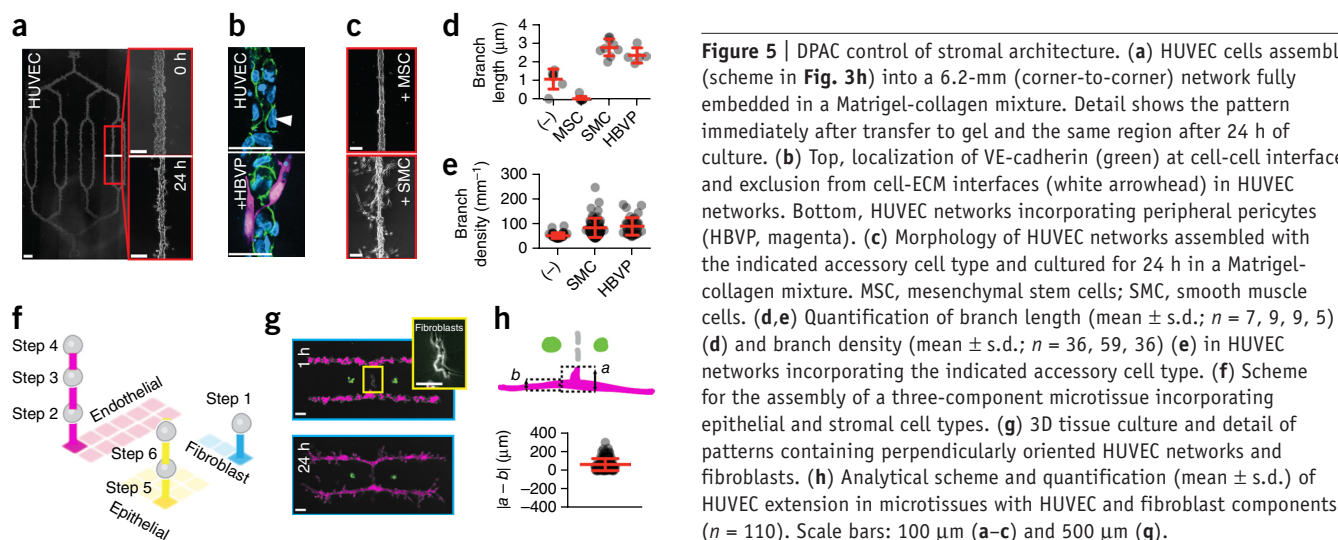 a
HUVEC
0 h
24 h
b
HUVEC
+HBVP
c
+ MSC
+ SMC
d
Branch
length (μm)
4
3
2
1
0
(–)
MSC
SMC
HBVP
e
Branch
density (mm⁻¹)
300
200
100
0
(–)
SMC
HBVP
f
Step 4
Step 3
Step 2
Endothelial
Step 1
Fibroblast
Step 6
Step 5
Epithelial
g
Fibroblasts
1 h
24 h
h
b
a
|a – b| (μm)
400
200
0
–200
–400
Figure 5 | DPAC control of stromal architecture. (a) HUVEC cells assembl
(scheme in Fig. 3h) into a 6.2-mm (corner-to-corner) network fully
embedded in a Matrigel-collagen mixture. Detail shows the pattern
immediately after transfer to gel and the same region after 24 h of
culture. (b) Top, localization of VE-cadherin (green) at cell-cell interface
and exclusion from cell-ECM interfaces (white arrowhead) in HUVEC
networks. Bottom, HUVEC networks incorporating peripheral pericytes
(HBVP, magenta). (c) Morphology of HUVEC networks assembled with
the indicated accessory cell type and cultured for 24 h in a Matrigel-
collagen mixture. MSC, mesenchymal stem cells; SMC, smooth muscle
cells. (d,e) Quantification of branch length (mean ± s.d.; n = 7, 9, 9, 5)
(d) and branch density (mean ± s.d.; n = 36, 59, 36) (e) in HUVEC
networks incorporating the indicated accessory cell type. (f) Scheme
for the assembly of a three-component microtissue incorporating
epithelial and stromal cell types. (g) 3D tissue culture and detail of
patterns containing perpendicularly oriented HUVEC networks and
fibroblasts. (h) Analytical scheme and quantification (mean ± s.d.) of
HUVEC extension in microtissues with HUVEC and fibroblast components
(n = 110). Scale bars: 100 μm (a–c) and 500 μm (g).